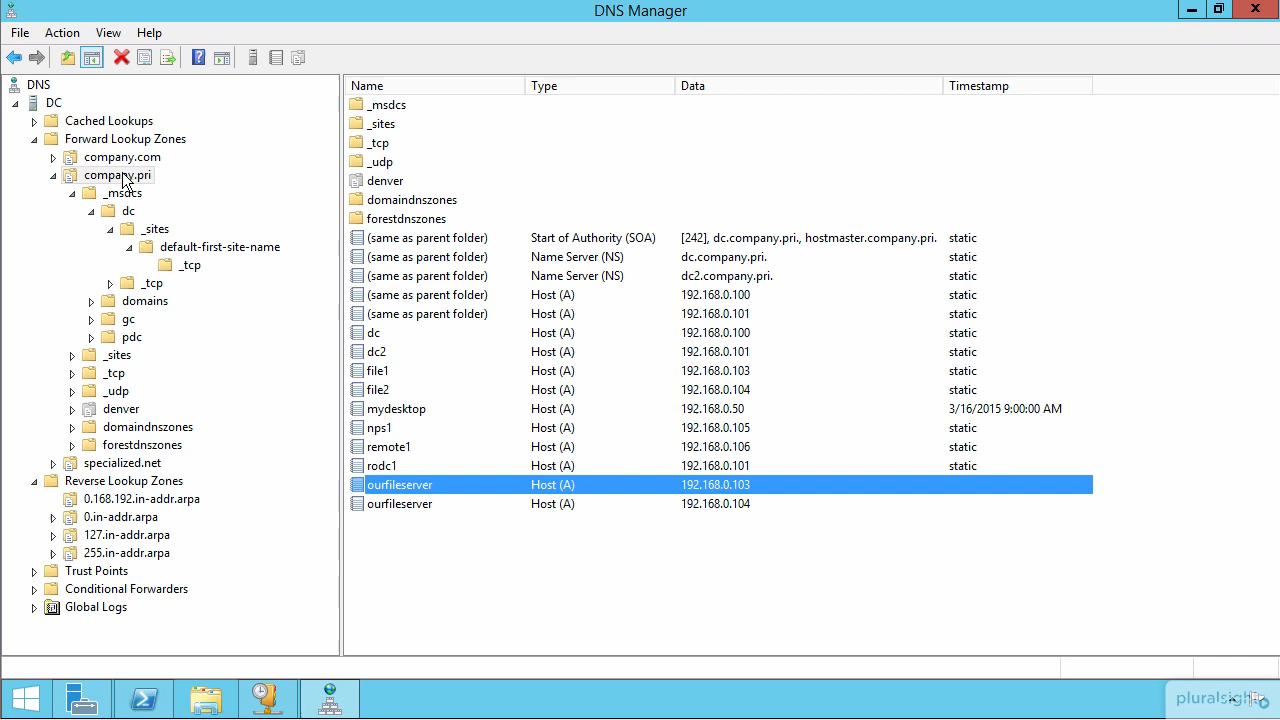 DNS Manager
File Action View Help
DNS
DC
Cached Lookups
Forward Lookup Zones
company.com
company.pri
_msdcs
dc
_sites
default-first-site-name
_tcp
_tcp
domains
gc
pdc
_sites
_tcp
_udp
denver
domaindnszones
forestdnszones
specialized.net
Reverse Lookup Zones
0.168.192.in-addr.arpa
0.in-addr.arpa
127.in-addr.arpa
255.in-addr.arpa
Trust Points
Conditional Forwarders
Global Logs
Name Type Data Timestamp
_msdcs
_sites
_tcp
_udp
denver
domaindnszones
forestdnszones
(same as parent folder) Start of Authority (SOA) [242], dc.company.pri., hostmaster.company.pri. static
(same as parent folder) Name Server (NS) dc.company.pri. static
(same as parent folder) Name Server (NS) dc2.company.pri. static
(same as parent folder) Host (A) 192.168.0.100 static
(same as parent folder) Host (A) 192.168.0.101 static
dc Host (A) 192.168.0.100 static
dc2 Host (A) 192.168.0.101 static
file1 Host (A) 192.168.0.103 static
file2 Host (A) 192.168.0.104 static
mydesktop Host (A) 192.168.0.50 3/16/2015 9:00:00 AM
nps1 Host (A) 192.168.0.105 static
remote1 Host (A) 192.168.0.106 static
rodc1 Host (A) 192.168.0.101 static
ourfileserver Host (A) 192.168.0.103
ourfileserver Host (A) 192.168.0.104
pluralsight